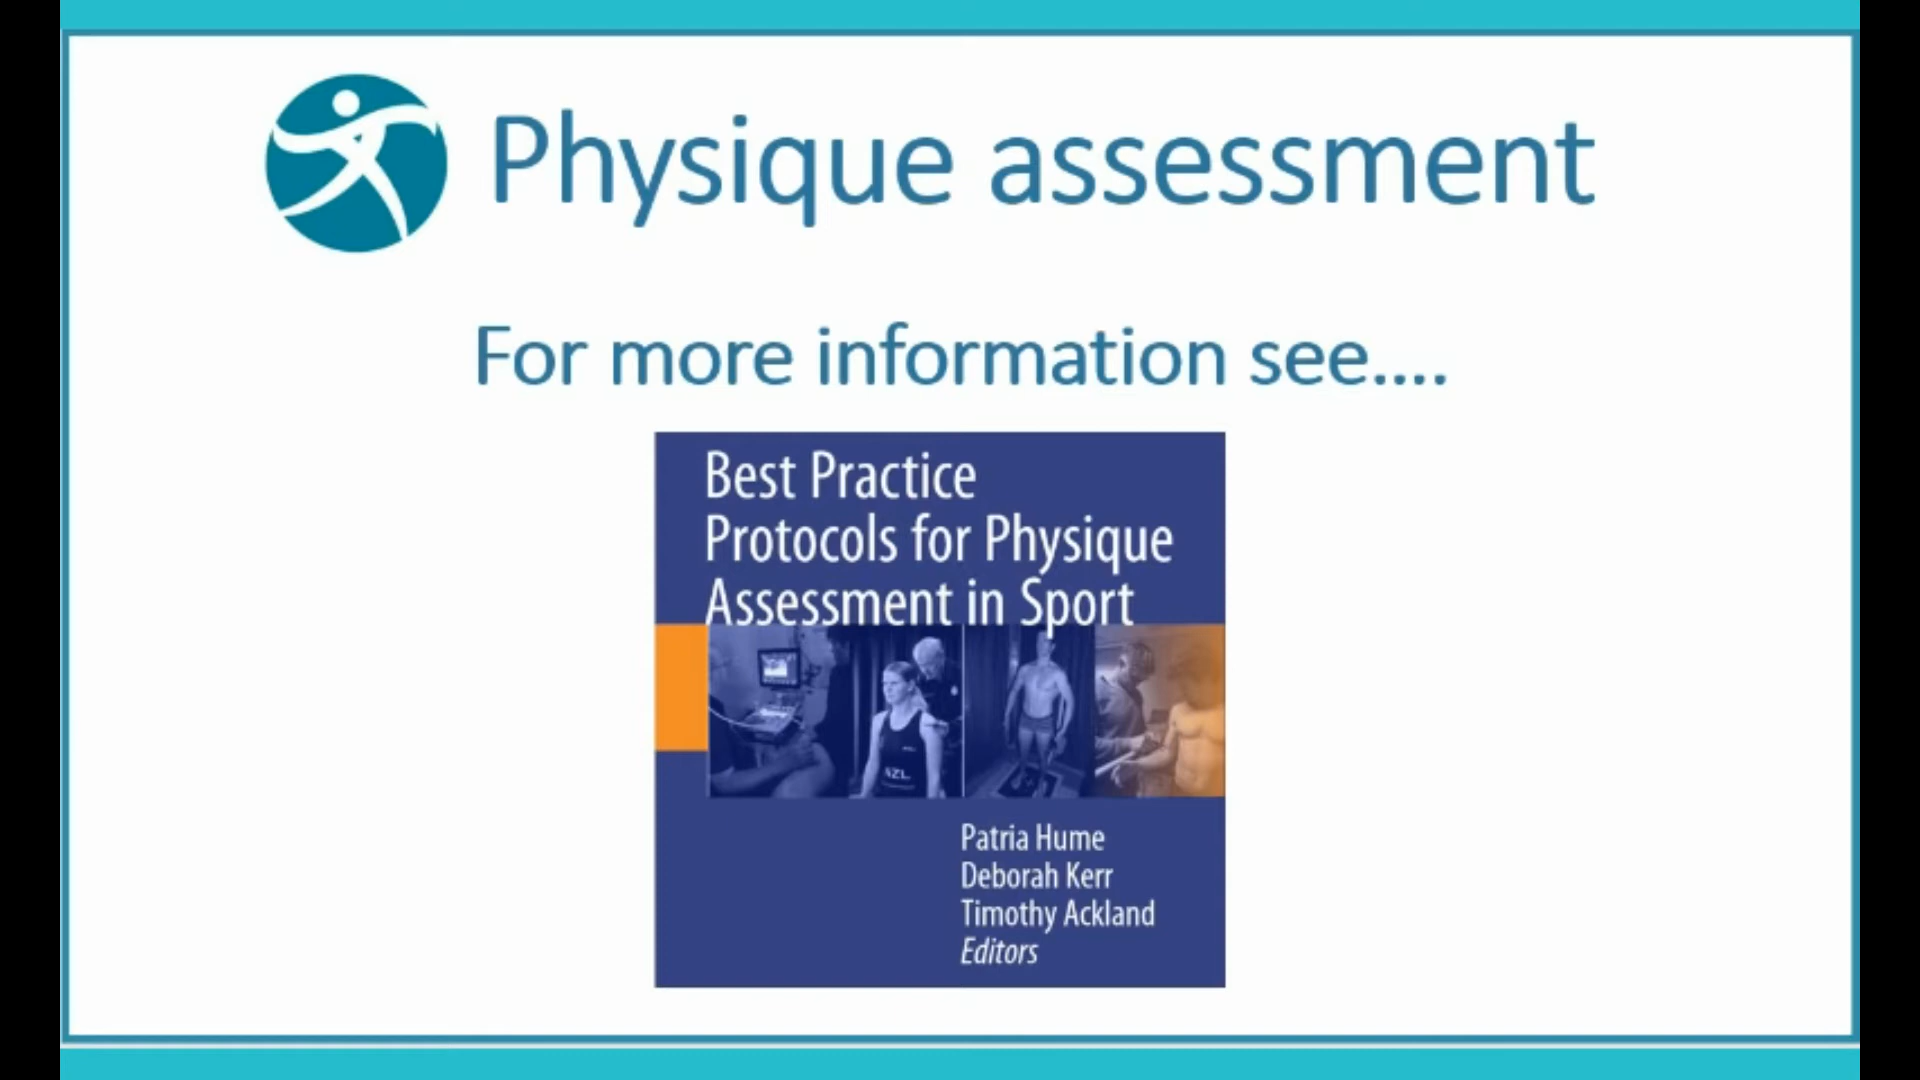 Physique assessment
For more information see....
Best Practice
Protocols for Physique
Assessment in Sport
NZL
Patria Hume
Deborah Kerr
Timothy Ackland
Editors